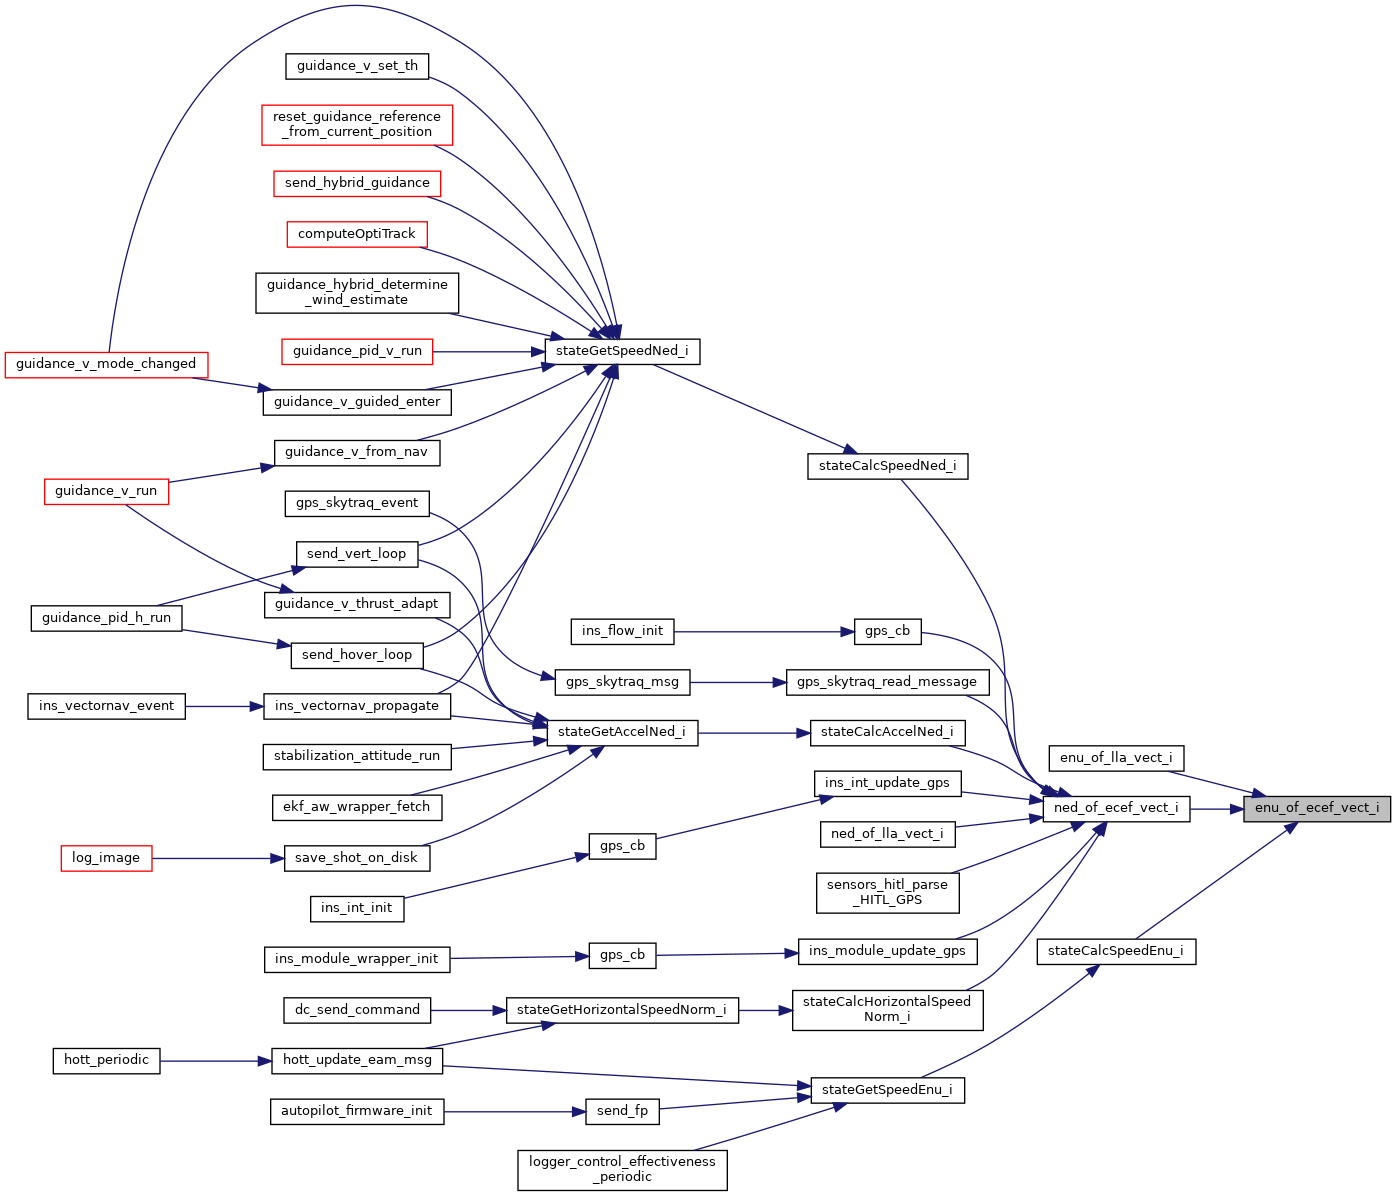 guidance_v_set_th
reset_guidance_reference
_from_current_position
send_hybrid_guidance
computeOptiTrack
guidance_hybrid_determine
_wind_estimate
guidance_pid_v_run
stateGetSpeedNed_i
guidance_v_mode_changed
guidance_v_guided_enter
guidance_v_from_nav
stateCalcSpeedNed_i
guidance_v_run
gps_skytraq_event
send_vert_loop
guidance_v_thrust_adapt
guidance_pid_h_run
ins_flow_init
gps_cb
send_hover_loop
gps_skytraq_msg
gps_skytraq_read_message
ins_vectornav_event
ins_vectornav_propagate
stateGetAccelNed_i
stateCalcAccelNed_i
stabilization_attitude_run
enu_of_lla_vect_i
ins_int_update_gps
ekf_aw_wrapper_fetch
ned_of_ecef_vect_i
enu_of_ecef_vect_i
ned_of_lla_vect_i
gps_cb
log_image
save_shot_on_disk
sensors_hitl_parse
_HITL_GPS
ins_int_init
ins_module_wrapper_init
gps_cb
ins_module_update_gps
stateCalcSpeedEnu_i
dc_send_command
stateGetHorizontalSpeedNorm_i
stateCalcHorizontalSpeed
Norm_i
hott_periodic
hott_update_eam_msg
stateGetSpeedEnu_i
autopilot_firmware_init
send_fp
logger_control_effectiveness
_periodic